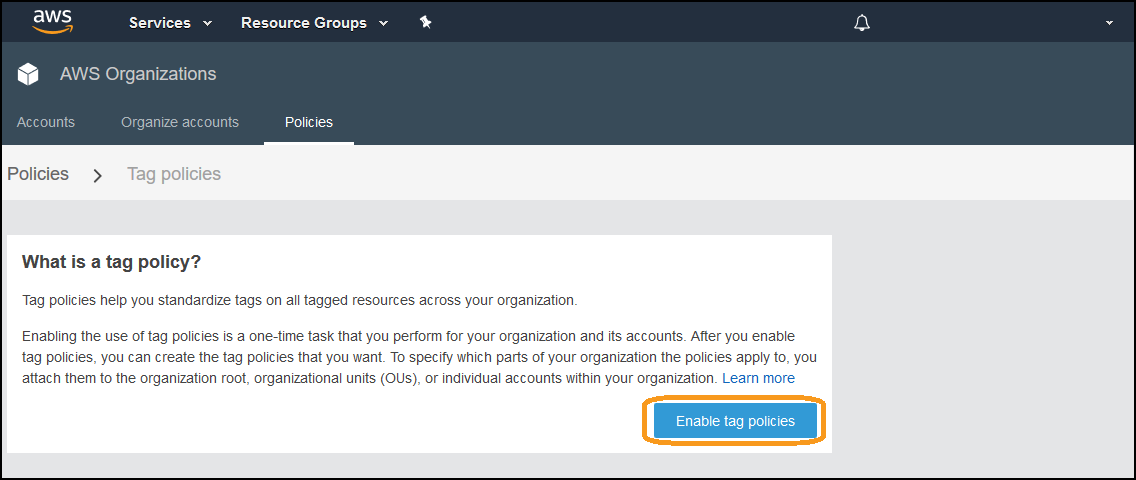 aws Services Resource Groups
AWS Organizations
Accounts Organize accounts Policies
Policies Tag policies
What is a tag policy?
Tag policies help you standardize tags on all tagged resources across your organization.
Enabling the use of tag policies is a one-time task that you perform for your organization and its accounts. After you enable
tag policies, you can create the tag policies that you want. To specify which parts of your organization the policies apply to, you
attach them to the organization root, organizational units (OUs), or individual accounts within your organization. Learn more
Enable tag policies